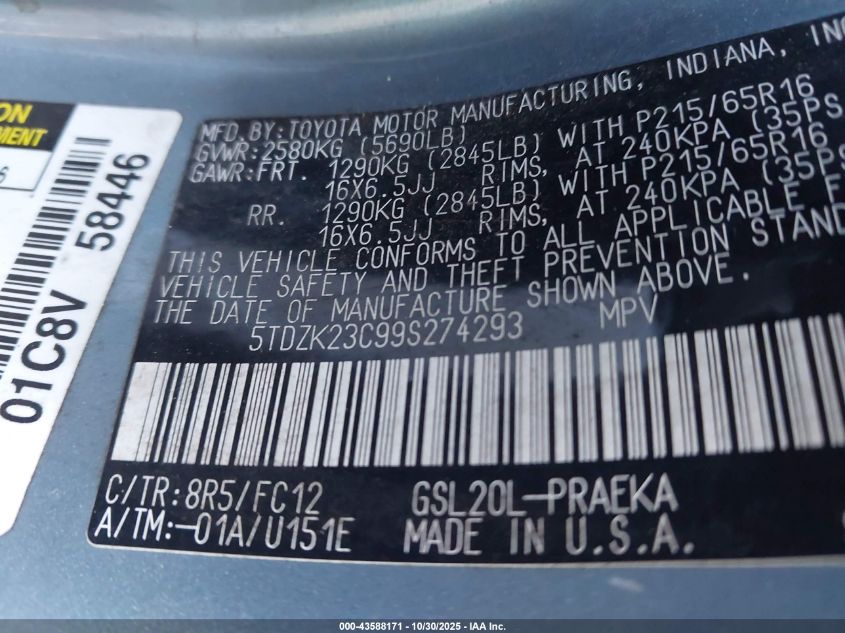 ON
MENT
6
01C8V 58446
MFD. BY: TOYOTA MOTOR MANUFACTURING, INDIANA, IN
GVWR: 2580KG (5690LB)
GAWR: FRT. 1290KG (2845LB) WITH P215/65R16
16X6.5JJ RIMS, AT 240KPA (35PS
RR. 1290KG (2845LB) WITH P215/65R16
16X6.5JJ RIMS, AT 240KPA (35PS
THIS VEHICLE CONFORMS TO ALL APPLICABLE F
VEHICLE SAFETY AND THEFT PREVENTION STAND
THE DATE OF MANUFACTURE SHOWN ABOVE.
5TDZK23C99S274293 MPV
C/TR: 8R5/FC12 GSL20L-PRAEKA
A/TM: -01A/U151E MADE IN U.S.A.
000-43588171 - 10/30/2025 - IAA Inc.